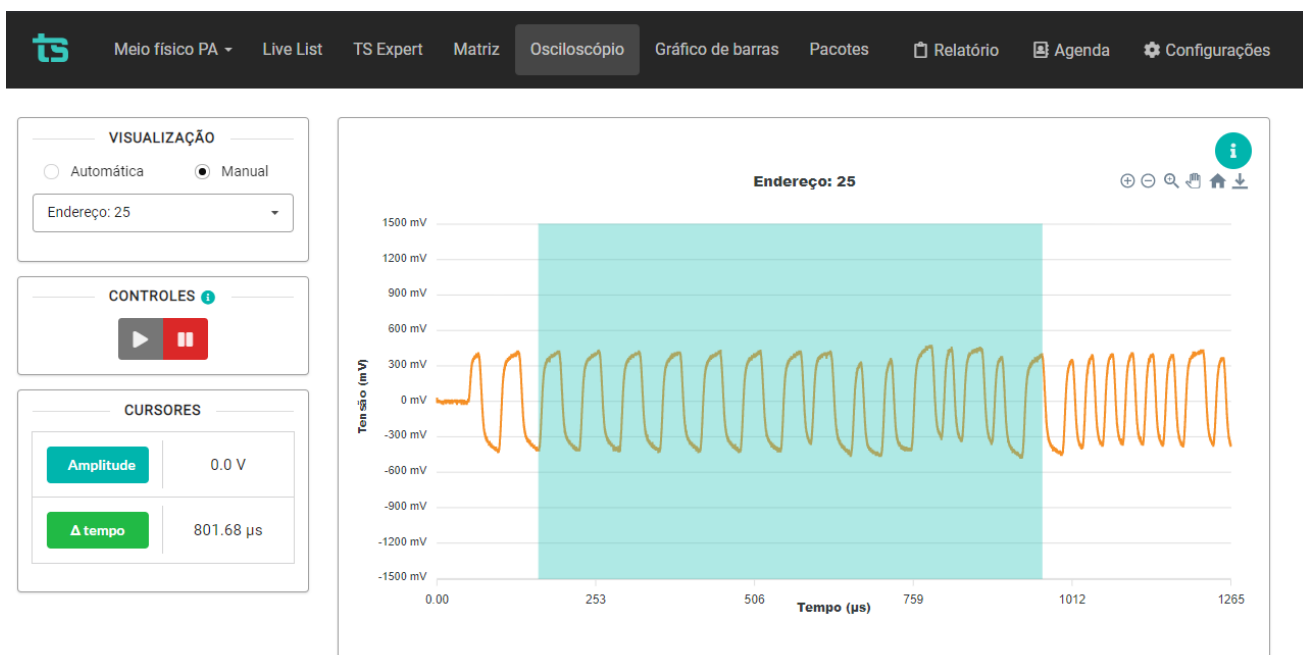 ts Meio físico PA Live List TS Expert Matriz Osciloscópio Gráfico de barras Pacotes Relatório Agenda Configurações
VISUALIZAÇÃO
Automática Manual
Endereço: 25
CONTROLES i
CURSORES
Amplitude 0.0 V
Δ tempo 801.68 µs
i
Endereço: 25
Tensão (mV)
1500 mV
1200 mV
900 mV
600 mV
300 mV
0 mV
-300 mV
-600 mV
-900 mV
-1200 mV
-1500 mV
0.00 253 506 759 1012 1265
Tempo (µs)